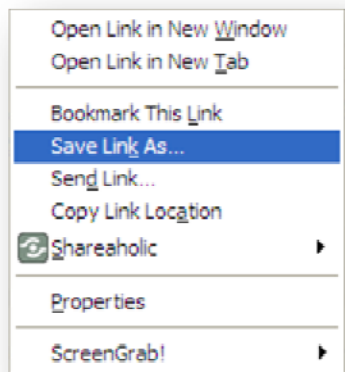 Open Link in New Window
Open Link in New Tab
Bookmark This Link
Save Link As...
Send Link...
Copy Link Location
Shareaholic
Properties
ScreenGrab!